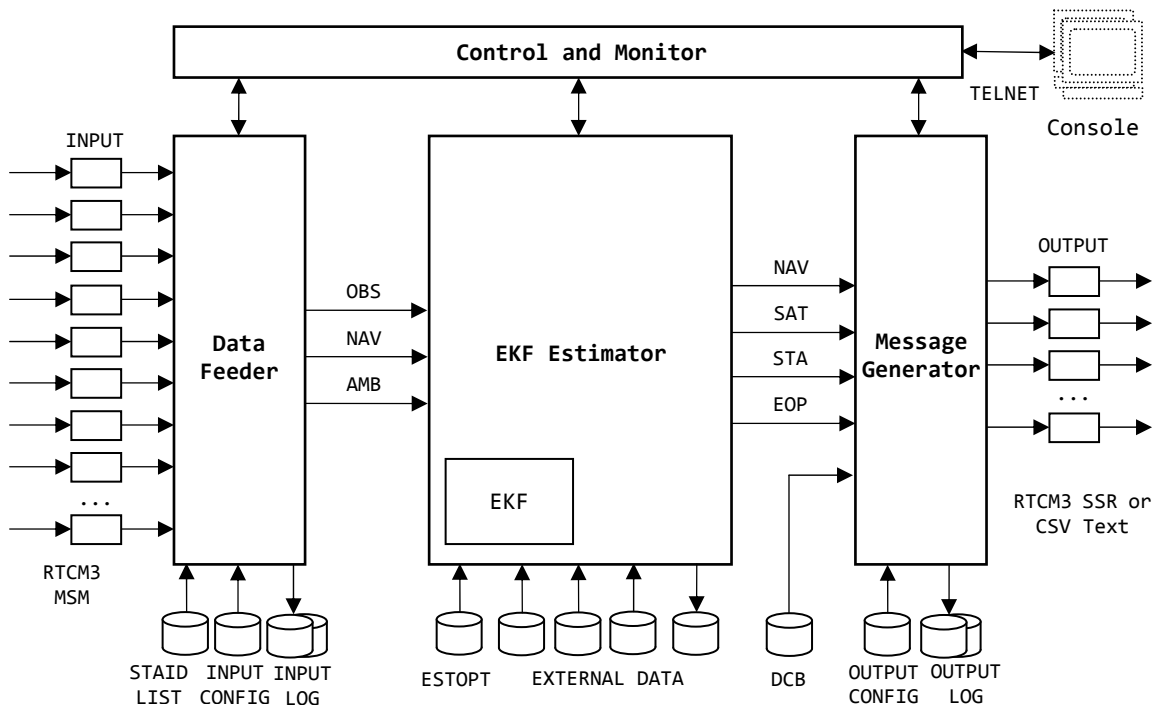 Control and Monitor
TELNET
Console
INPUT
OUTPUT
OBS
NAV
AMB
Data
Feeder
EKF Estimator
NAV
SAT
STA
EOP
Message
Generator
EKF
...
...
RTCM3
MSM
RTCM3 SSR or
CSV Text
STAID
LIST
INPUT
CONFIG
INPUT
LOG
ESTOPT
EXTERNAL DATA
DCB
OUTPUT
CONFIG
OUTPUT
LOG